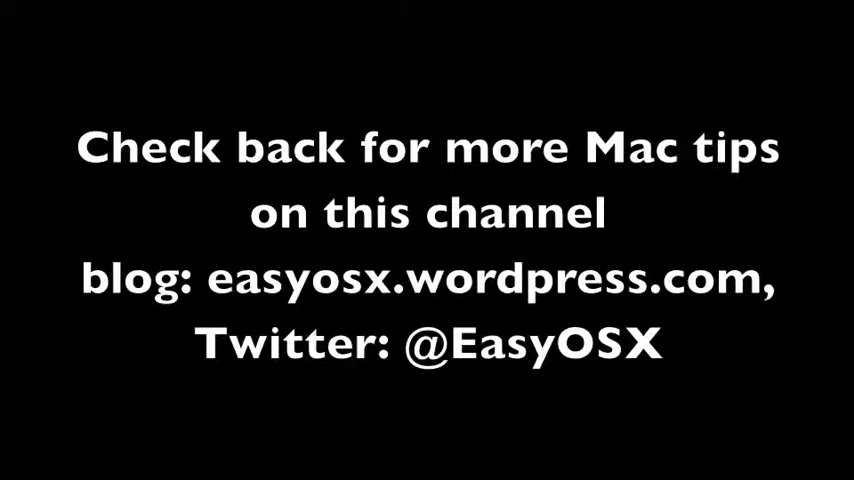 Check back for more Mac tips
on this channel
blog: easyosx.wordpress.com,
Twitter: @EasyOSX